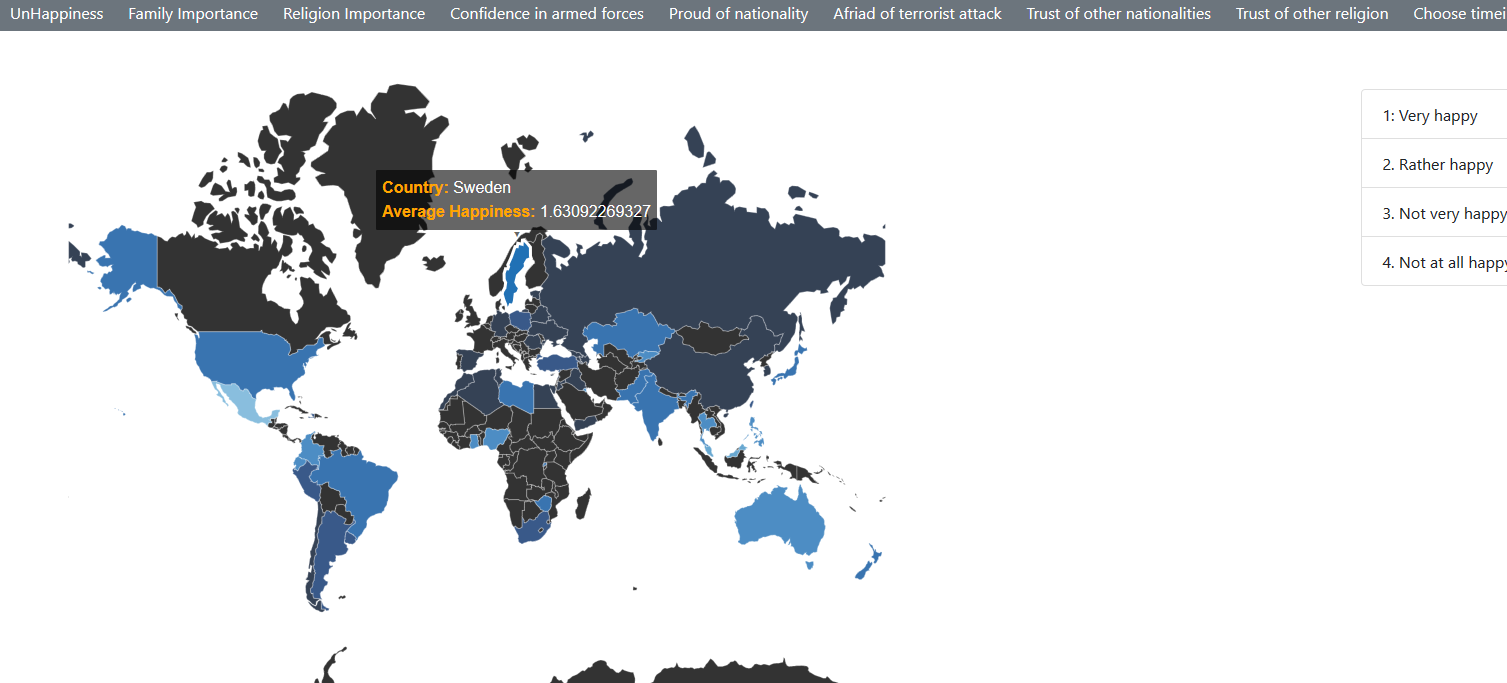 UnHappiness Family Importance Religion Importance Confidence in armed forces Proud of nationality Afriad of terrorist attack Trust of other nationalities Trust of other religion Choose timei
Country: Sweden
Average Happiness: 1.63092269327
1: Very happy
2. Rather happy
3. Not very happy
4. Not at all happy